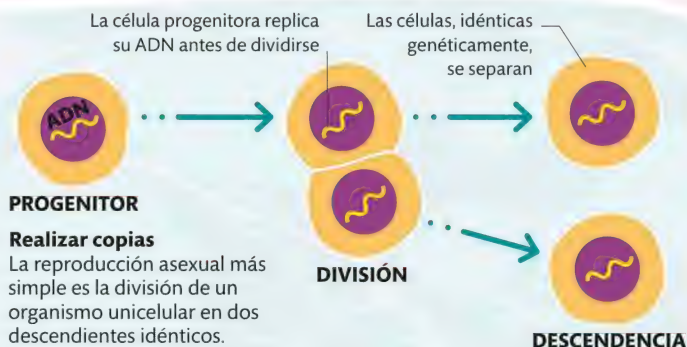 La célula progenitora replica
su ADN antes de dividirse
Las células, idénticas
genéticamente,
se separan
ADN
PROGENITOR
Realizar copias
La reproducción asexual más
simple es la división de un
organismo unicelular en dos
descendientes idénticos.
DIVISIÓN
DESCENDENCIA